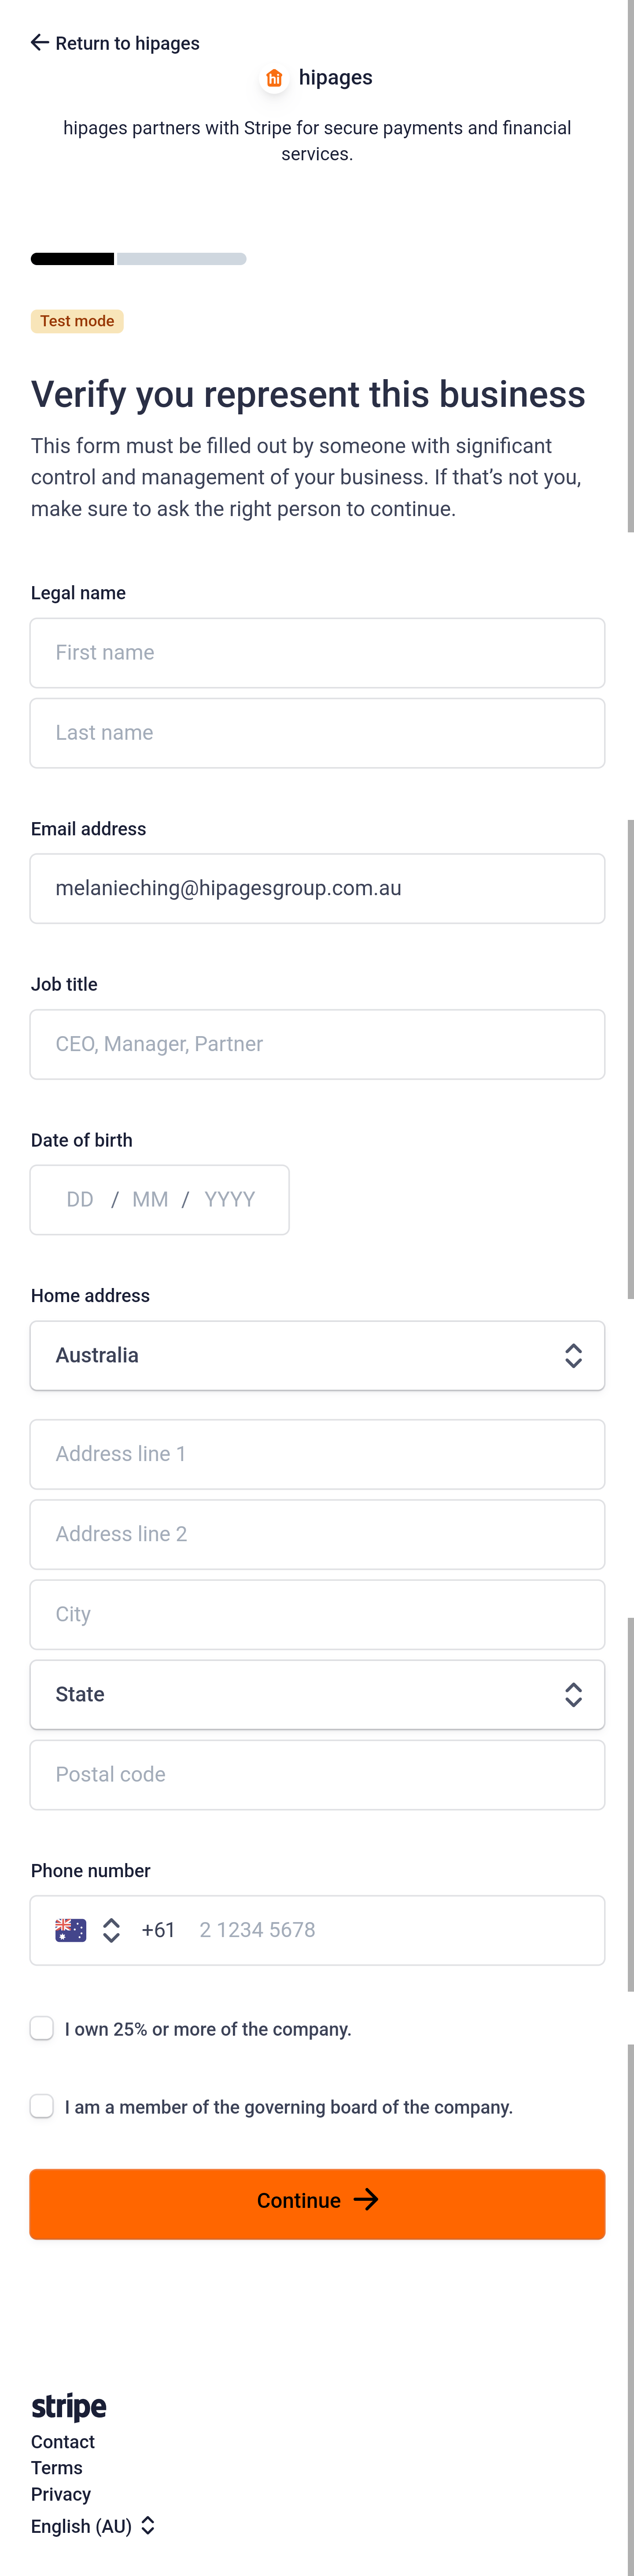 Return to hipages
hi hipages
hipages partners with Stripe for secure payments and financial
services.
Test mode
Verify you represent this business
This form must be filled out by someone with significant
control and management of your business. If that’s not you,
make sure to ask the right person to continue.
Legal name
First name
Last name
Email address
melanieching@hipagesgroup.com.au
Job title
CEO, Manager, Partner
Date of birth
DD / MM / YYYY
Home address
Australia
Address line 1
Address line 2
City
State
Postal code
Phone number
+61 2 1234 5678
I own 25% or more of the company.
I am a member of the governing board of the company.
Continue
stripe
Contact
Terms
Privacy
English (AU)